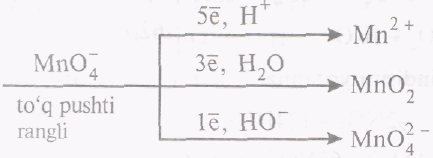 5ē, H⁺
Mn²⁺
MnO₄⁻
3ē, H₂O
MnO₂
to‘q pushti
rangli
1ē, HO⁻
MnO₄²⁻